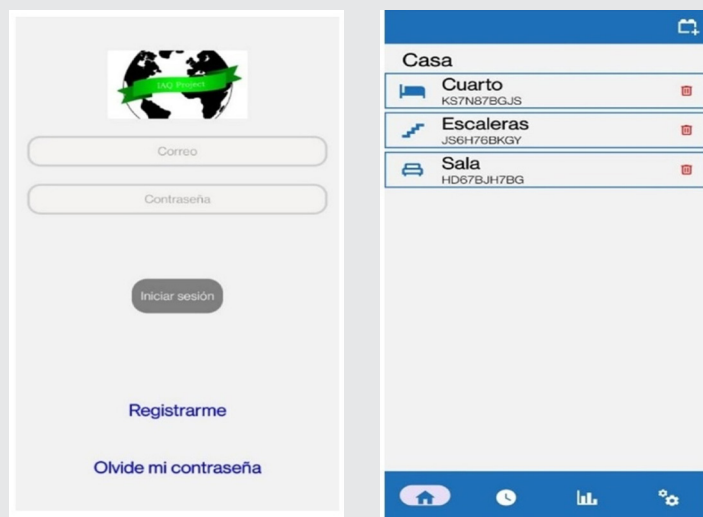 IAQ Project
Correo
Contraseña
Iniciar sesión
Registrarme
Olvide mi contraseña
Casa
Cuarto
KS7N87BGJS
Escaleras
JS6H76BKGY
Sala
HD67BJH7BG